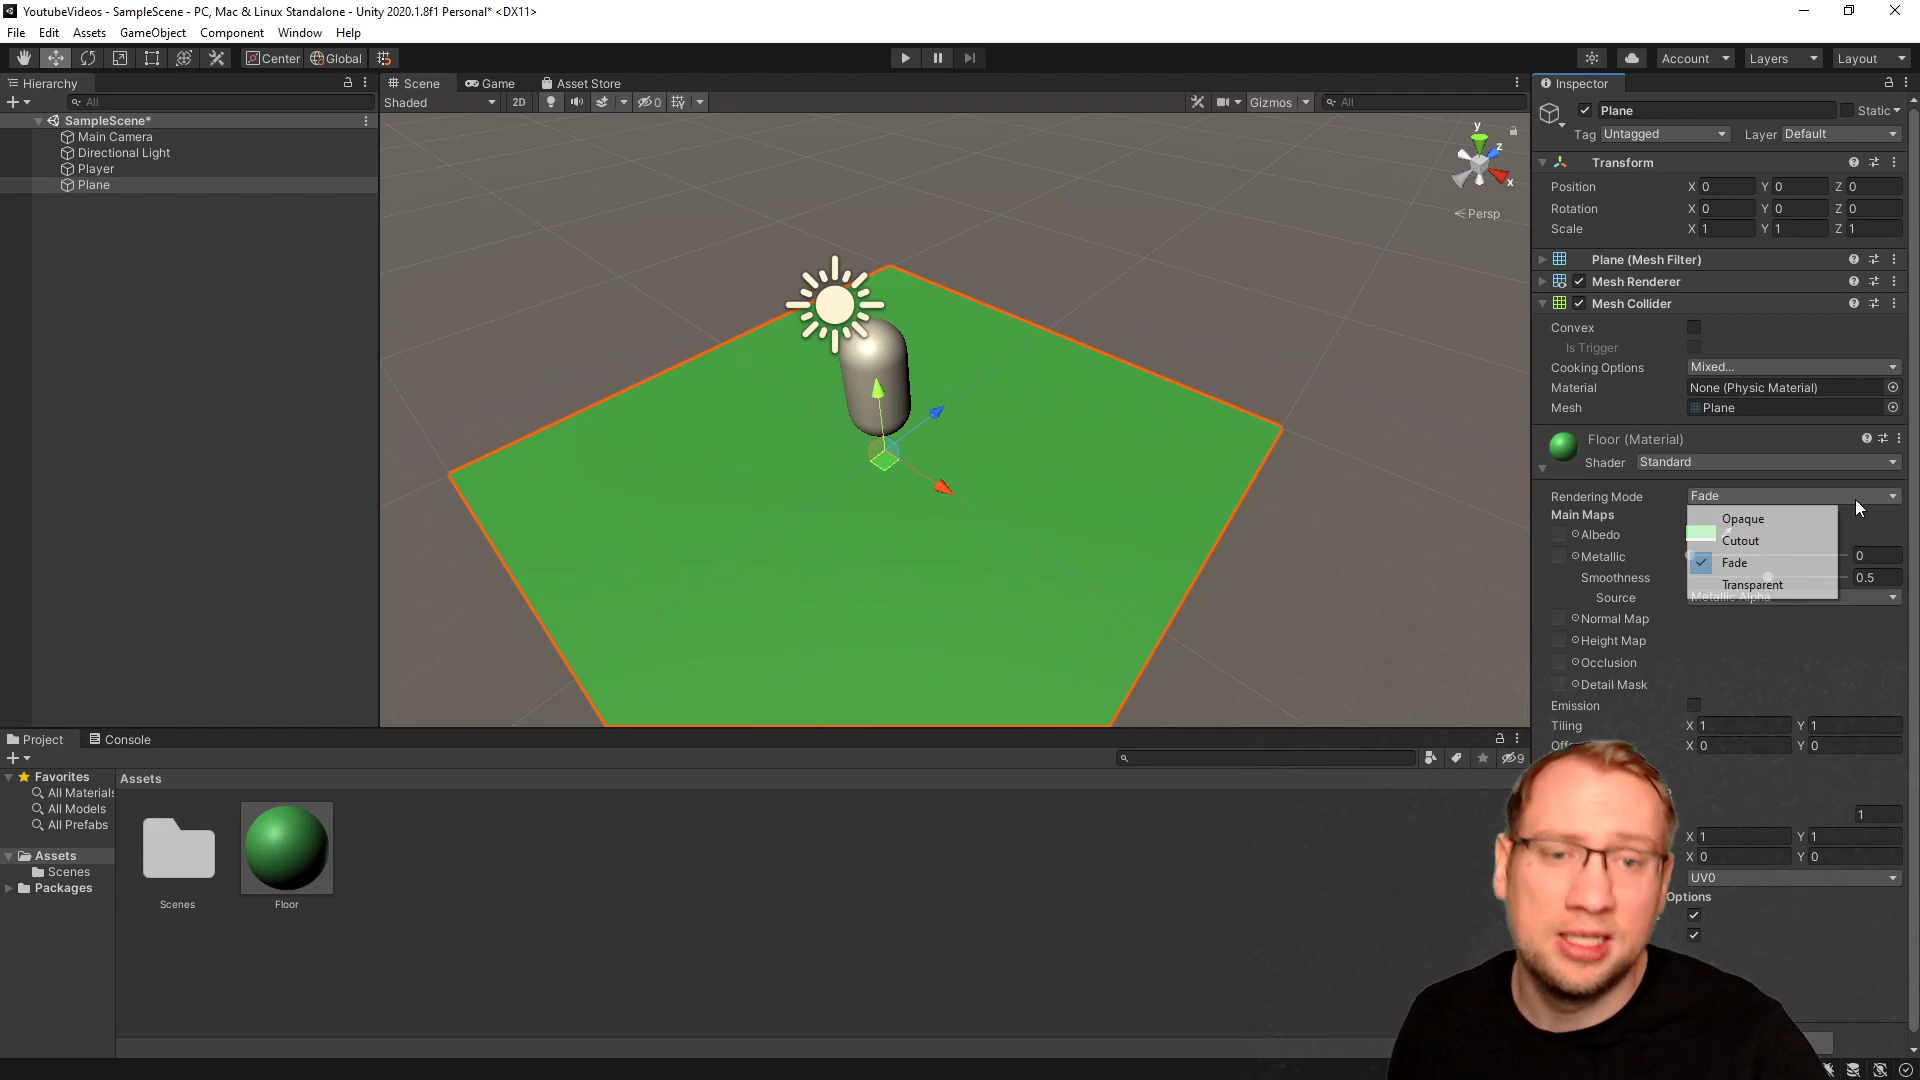 YoutubeVideos - SampleScene - PC, Mac & Linux Standalone - Unity 2020.1.8f1 Personal* <DX11>
File Edit Assets GameObject Component Window Help
Center Global Account Layers Layout
Hierarchy
All
SampleScene*
Main Camera
Directional Light
Player
Plane
Scene Game Asset Store
Shaded 2D 0 Gizmos All
y
z
x
Persp
Inspector
Plane Static
Tag Untagged Layer Default
Transform
Position X 0 Y 0 Z 0
Rotation X 0 Y 0 Z 0
Scale X 1 Y 1 Z 1
Plane (Mesh Filter)
Mesh Renderer
Mesh Collider
Convex
Is Trigger
Cooking Options Mixed...
Material None (Physic Material)
Mesh Plane
Floor (Material)
Shader Standard
Rendering Mode Fade
Main Maps
Opaque
Albedo
Cutout
Metallic 0
Fade
Smoothness 0.5
Transparent
Source Metallic Alpha
Normal Map
Height Map
Occlusion
Detail Mask
Emission
Tiling X 1 Y 1
X 0 Y 0
1
X 1 Y 1
X 0 Y 0
UV0
Options
Project Console
9
Favorites
All Materials
All Models
All Prefabs
Assets
Scenes
Packages
Assets
Scenes
Floor